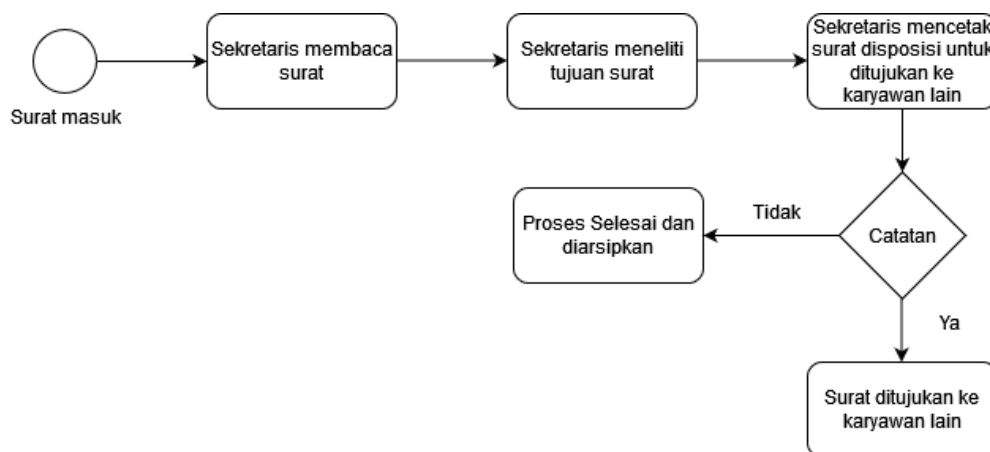 Surat masuk
Sekretaris membaca
surat
Sekretaris meneliti
tujuan surat
Sekretaris mencetak
surat disposisi untuk
ditujukan ke
karyawan lain
Catatan
Tidak
Proses Selesai dan
diarsipkan
Ya
Surat ditujukan ke
karyawan lain